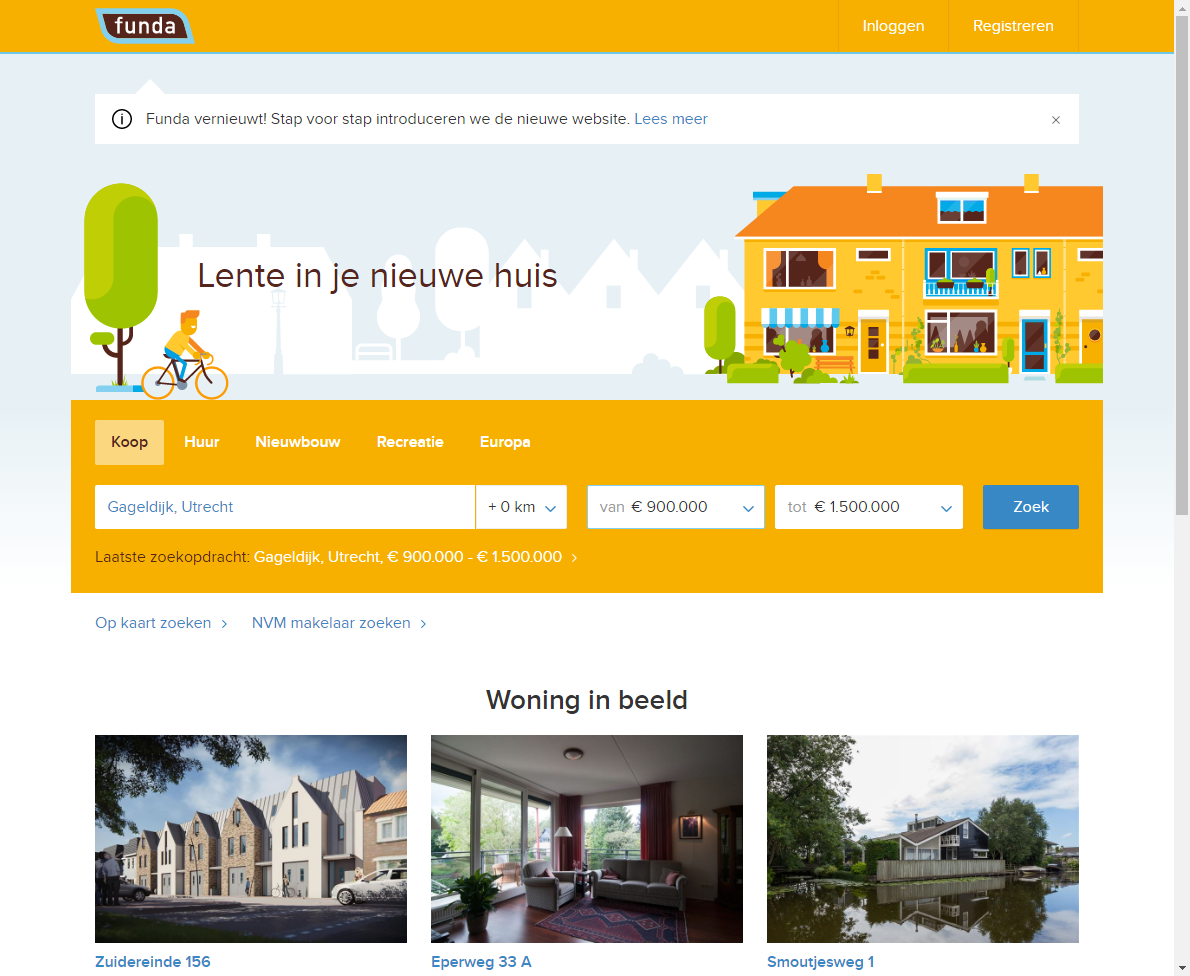 funda
Inloggen Registreren
Funda vernieuwt! Stap voor stap introduceren we de nieuwe website. Lees meer
Lente in je nieuwe huis
Koop Huur Nieuwbouw Recreatie Europa
Gageldijk, Utrecht + 0 km van € 900.000 tot € 1.500.000 Zoek
Laatste zoekopdracht: Gageldijk, Utrecht, € 900.000 - € 1.500.000
Op kaart zoeken NVM makelaar zoeken
Woning in beeld
Zuidereinde 156 Eperweg 33 A Smoutjesweg 1